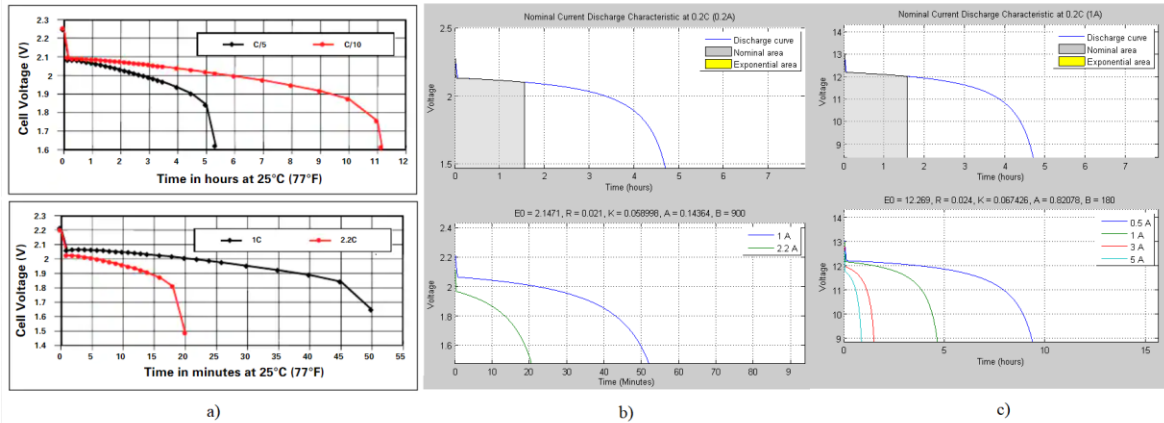 2.3
2.2
2.1
2
1.9
1.8
1.7
1.6
Cell Voltage (V)
C/5 C/10
0 1 2 3 4 5 6 7 8 9 10 11 12
Time in hours at 25°C (77°F)
2.3
2.2
2.1
2.0
1.9
1.8
1.7
1.6
1.5
1.4
Cell Voltage (V)
1C 2.2C
0 5 10 15 20 25 30 35 40 45 50 55
Time in minutes at 25°C (77°F)
a)
Nominal Current Discharge Characteristic at 0.2C (0.2A)
2.5
2
1.5
Voltage
Discharge curve
Nominal area
Exponential area
0 1 2 3 4 5 6 7
Time (hours)
E0 = 2.1471, R = 0.021, K = 0.058998, A = 0.14364, B = 900
2.4
2.2
2
1.8
1.6
Voltage
1 A
2.2 A
0 10 20 30 40 50 60 70 80 90
Time (Minutes)
b)
Nominal Current Discharge Characteristic at 0.2C (1A)
14
13
12
11
10
9
Voltage
Discharge curve
Nominal area
Exponential area
0 1 2 3 4 5 6 7
Time (hours)
E0 = 12.269, R = 0.024, K = 0.067426, A = 0.82078, B = 180
13
12
11
10
9
Voltage
0.5 A
1 A
3 A
5 A
0 5 10 15
Time (hours)
c)